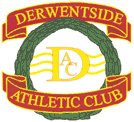 DERWENTSIDE
DAC
ATHLETIC CLUB